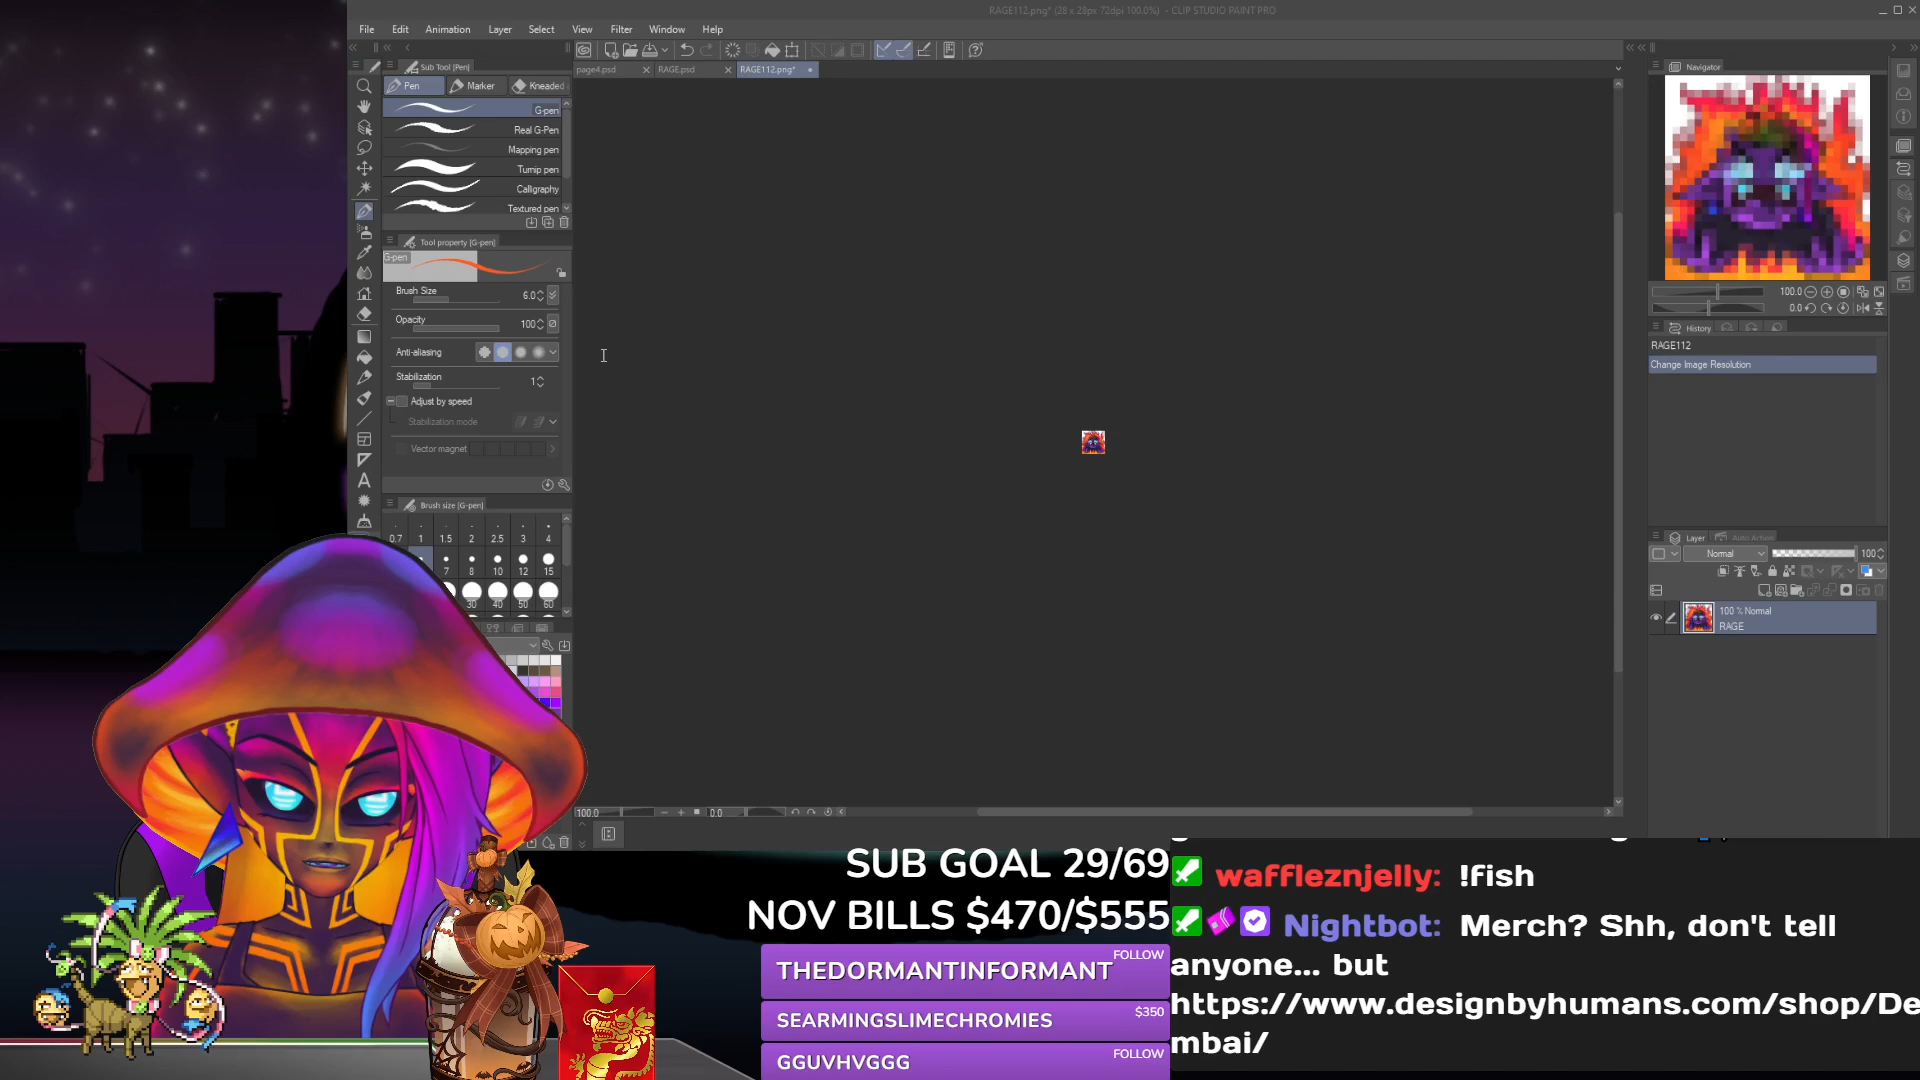 RAGE112.png* (28 x 28px 72dpi 100.0%) - CLIP STUDIO PAINT PRO
File Edit Animation Layer Select View Filter Window Help
Sub Tool [Pen]
page4.psd RAGE.psd RAGE112.png*
Navigator
Pen Marker Kneaded
G-pen
Real G-Pen
Mapping pen
Turnip pen
Calligraphy
Textured pen
Tool property [G-pen]
G-pen
Brush Size 6.0
Opacity 100
Anti-aliasing
Stabilization 1
Adjust by speed
Stabilization mode
Vector magnet
Brush size [G-pen]
0.7 1 1.5 2 2.5 3 4
7 8 10 12 15
30 40 50 60
100.0
0.0
History
RAGE112
Change Image Resolution
Layer Auto Action
Normal 100
100 % Normal
RAGE
100.0 0.0
SUB GOAL 29/69
NOV BILLS $470/$555
THEDORMANTINFORMANT FOLLOW
SEARMINGSLIMECHROMIES $350
GGUVHVGGG FOLLOW
waffleznjelly: !fish
Nightbot: Merch? Shh, don't tell
anyone... but
https://www.designbyhumans.com/shop/De
mbai/